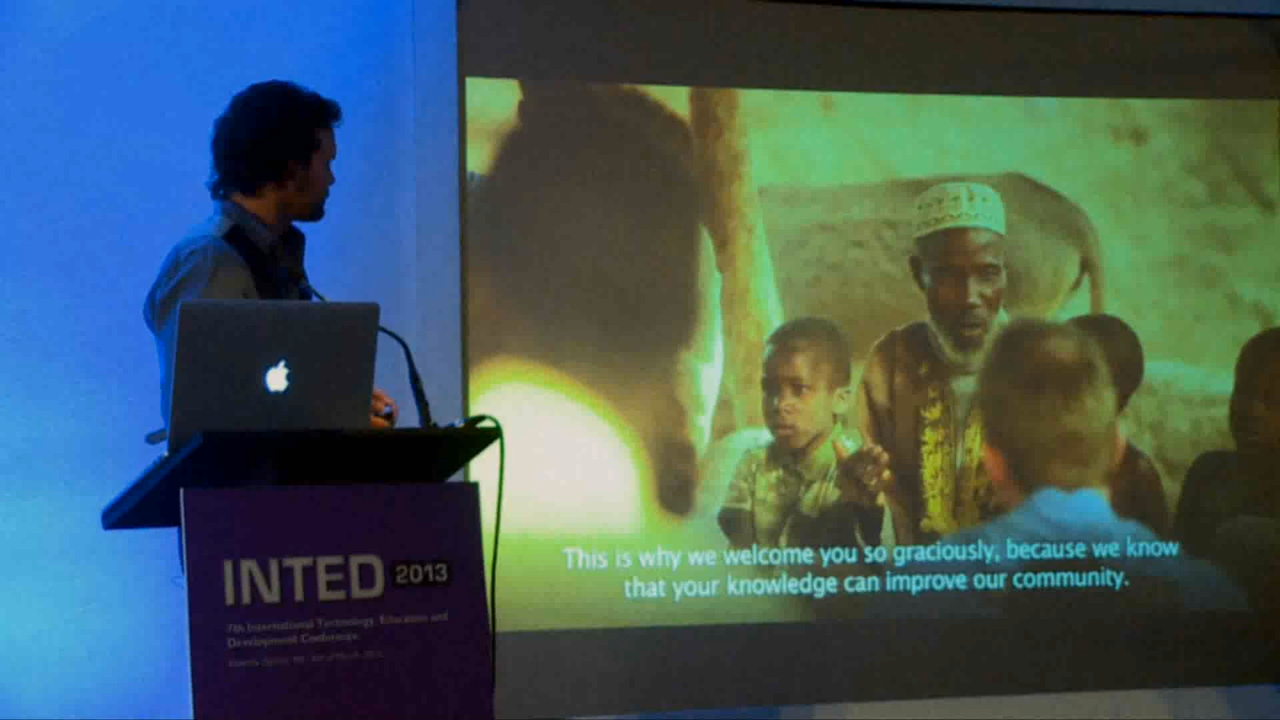 This is why we welcome you so graciously, because we know
that your knowledge can improve our community.
INTED 2013
7th International Technology, Education and
Development Conference